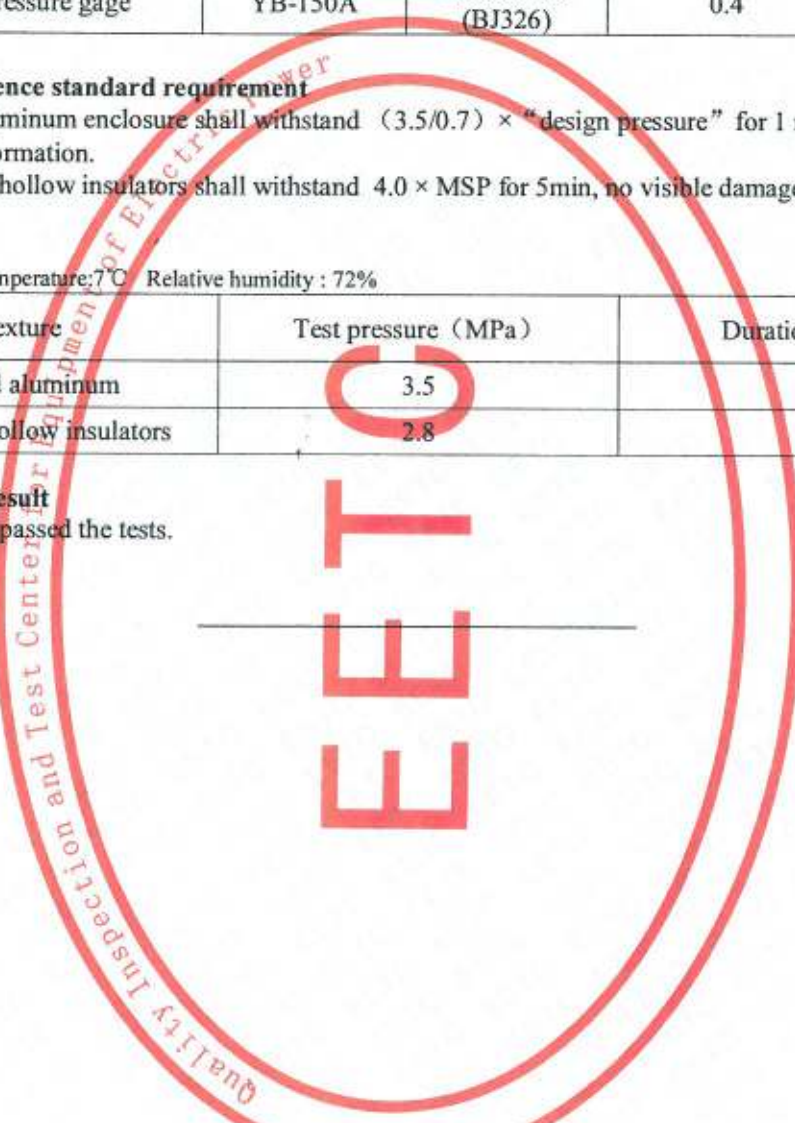 ressure gage YB-150A (BJ326) 0.4
ence standard requirement
minum enclosure shall withstand （3.5/0.7）× “design pressure” for 1
ormation.
hollow insulators shall withstand 4.0 × MSP for 5min, no visible damage
mperature:7℃ Relative humidity : 72%
exture Test pressure（MPa） Duratio
aluminum 3.5
ollow insulators 2.8
esult
passed the tests.
EETC
Quality Inspection and Test Center for Equipment of Electric Power